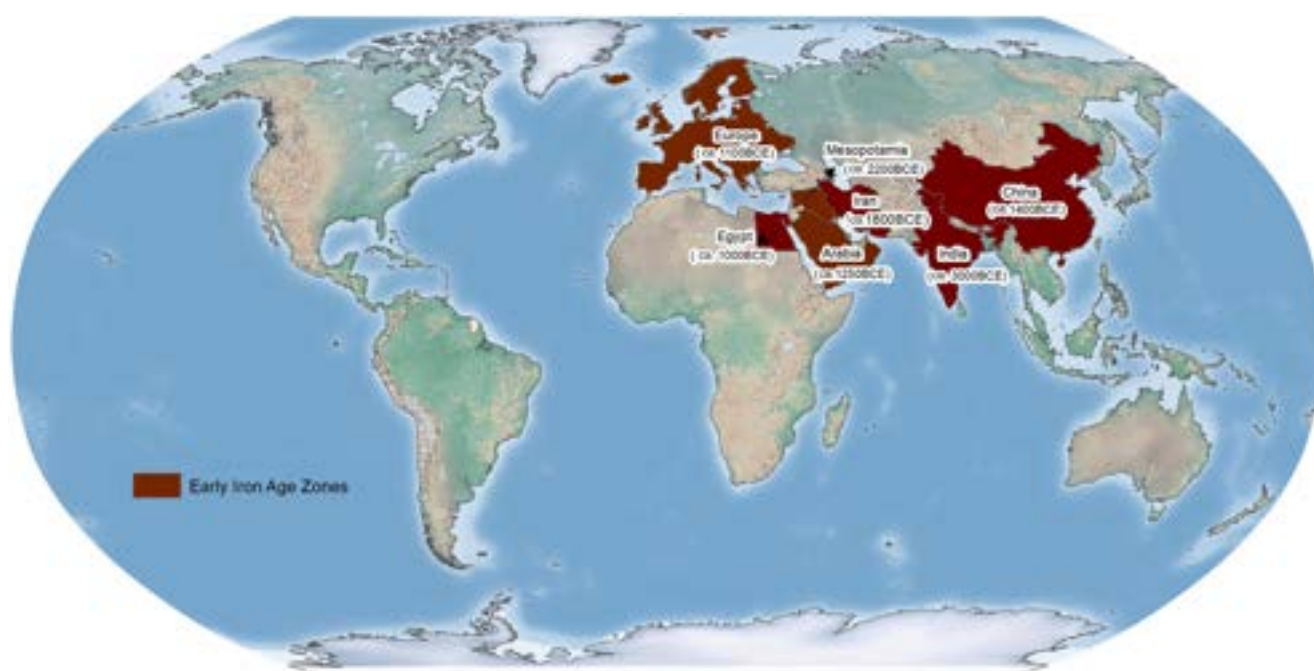 Europe
( ca. 1100BCE)
Mesopotamia
( ca. 2200BCE)
China
(ca.1400BCE)
Iran
(ca.1800BCE)
Egypt
( ca. 1000BCE)
Arabia
(ca.1250BCE)
India
(ca. 3000BCE)
Early Iron Age Zones